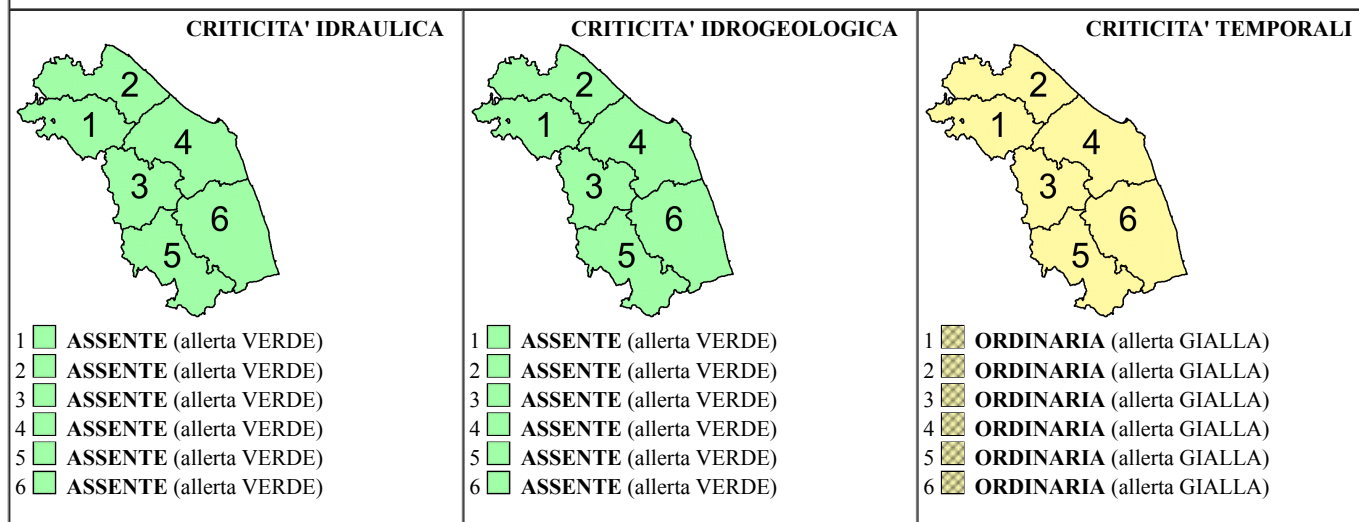 CRITICITA' IDRAULICA
2
1
4
3
6
5
1 ASSENTE (allerta VERDE)
2 ASSENTE (allerta VERDE)
3 ASSENTE (allerta VERDE)
4 ASSENTE (allerta VERDE)
5 ASSENTE (allerta VERDE)
6 ASSENTE (allerta VERDE)
CRITICITA' IDROGEOLOGICA
2
1
4
3
6
5
1 ASSENTE (allerta VERDE)
2 ASSENTE (allerta VERDE)
3 ASSENTE (allerta VERDE)
4 ASSENTE (allerta VERDE)
5 ASSENTE (allerta VERDE)
6 ASSENTE (allerta VERDE)
CRITICITA' TEMPORALI
2
1
4
3
6
5
1 ORDINARIA (allerta GIALLA)
2 ORDINARIA (allerta GIALLA)
3 ORDINARIA (allerta GIALLA)
4 ORDINARIA (allerta GIALLA)
5 ORDINARIA (allerta GIALLA)
6 ORDINARIA (allerta GIALLA)